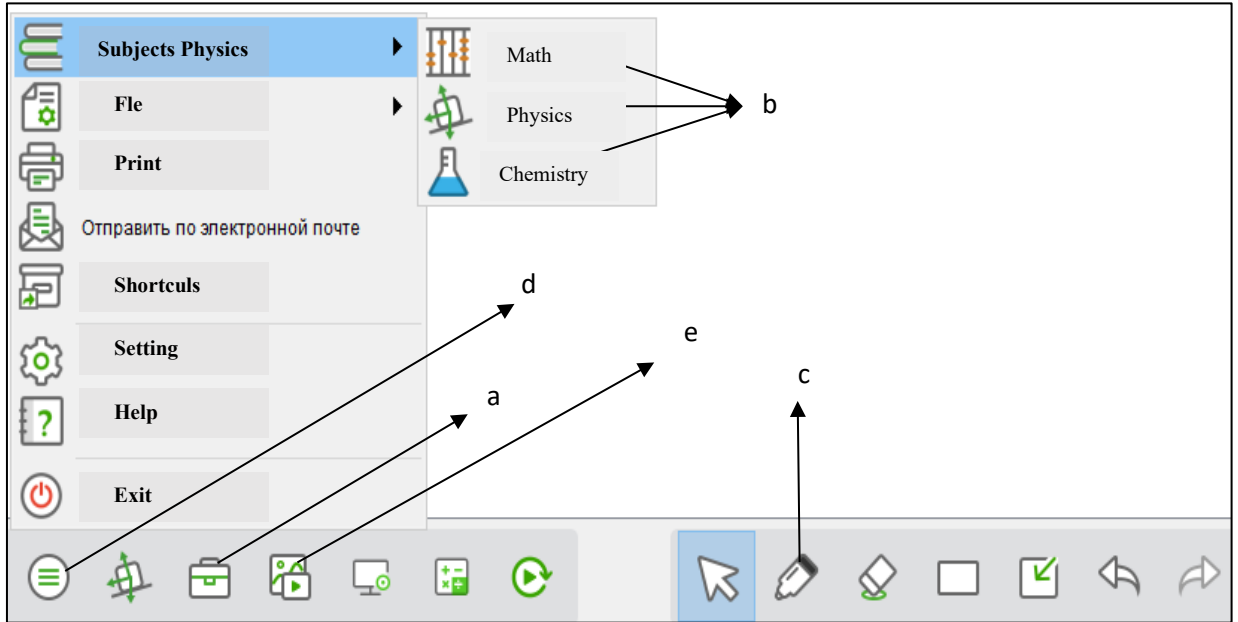 Subjects Physics
Fle
Print
Отправить по электронной почте
Shortculs
Setting
Help
Exit
Math
Physics
Chemistry
b
d
e
a
c